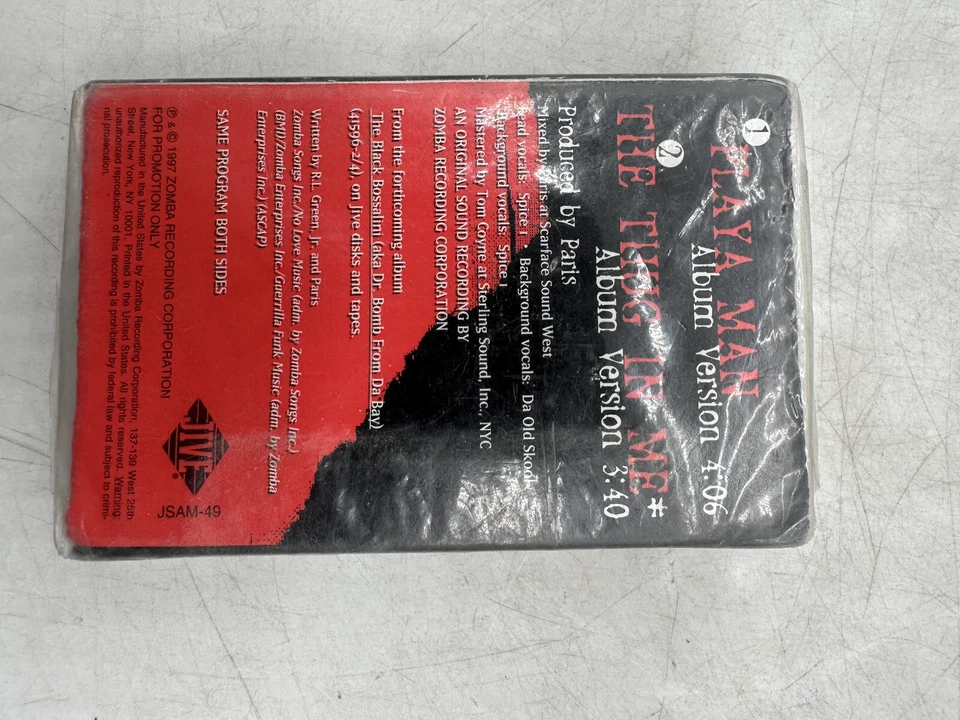 1 PLAYA MAN
Album Version 4:06
2 THE THUG IN ME#
Album Version 3:40
Produced by Paris
Mixed by Paris at Scarface Sound West
Lead vocals: Spice 1 · Background vocals: Da Old Skool
Background vocals: Spice 1
Mastered by Tom Coyne at Sterling Sound, Inc., NYC
AN ORIGINAL SOUND RECORDING BY
ZOMBA RECORDING CORPORATION
From the forthcoming album
The Black Bossalini (aka Dr. Bomb From Da Bay)
(41596-2/4), on Jive disks and tapes.
Written by R.L. Green, Jr. and Paris
Zomba Songs Inc./No Love Music (adm. by Zomba Songs Inc.)
(BMI)/Zomba Enterprises Inc./Guerrilla Funk Music (adm. by Zomba
Enterprises Inc.) (ASCAP)
SAME PROGRAM BOTH SIDES
℗ & © 1997 ZOMBA RECORDING CORPORATION
FOR PROMOTION ONLY
Manufactured in the United States by Zomba Recording Corporation, 137-139 West 25th
Street, New York, NY 10001. Printed in the United States. All rights reserved. Warning:
unauthorized reproduction of this recording is prohibited by federal law and subject to crimi-
nal prosecution.
JIVE®
JSAM-49